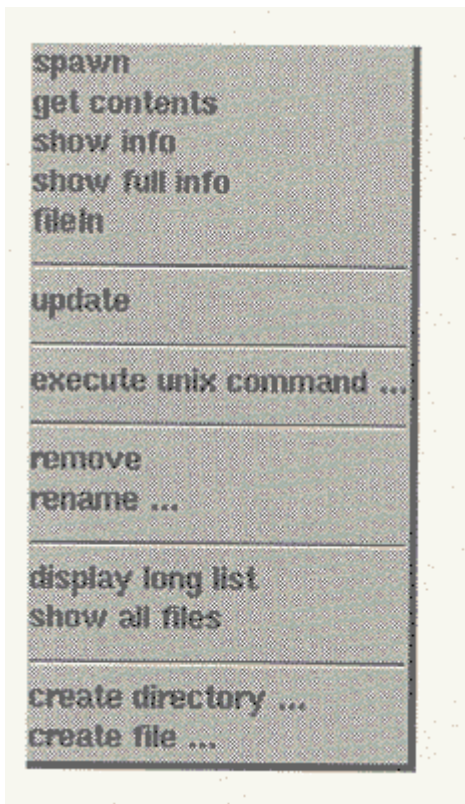 spawn
get contents
show info
show full info
fileIn
update
execute unix command ...
remove
rename ...
display long list
show all files
create directory ...
create file ...